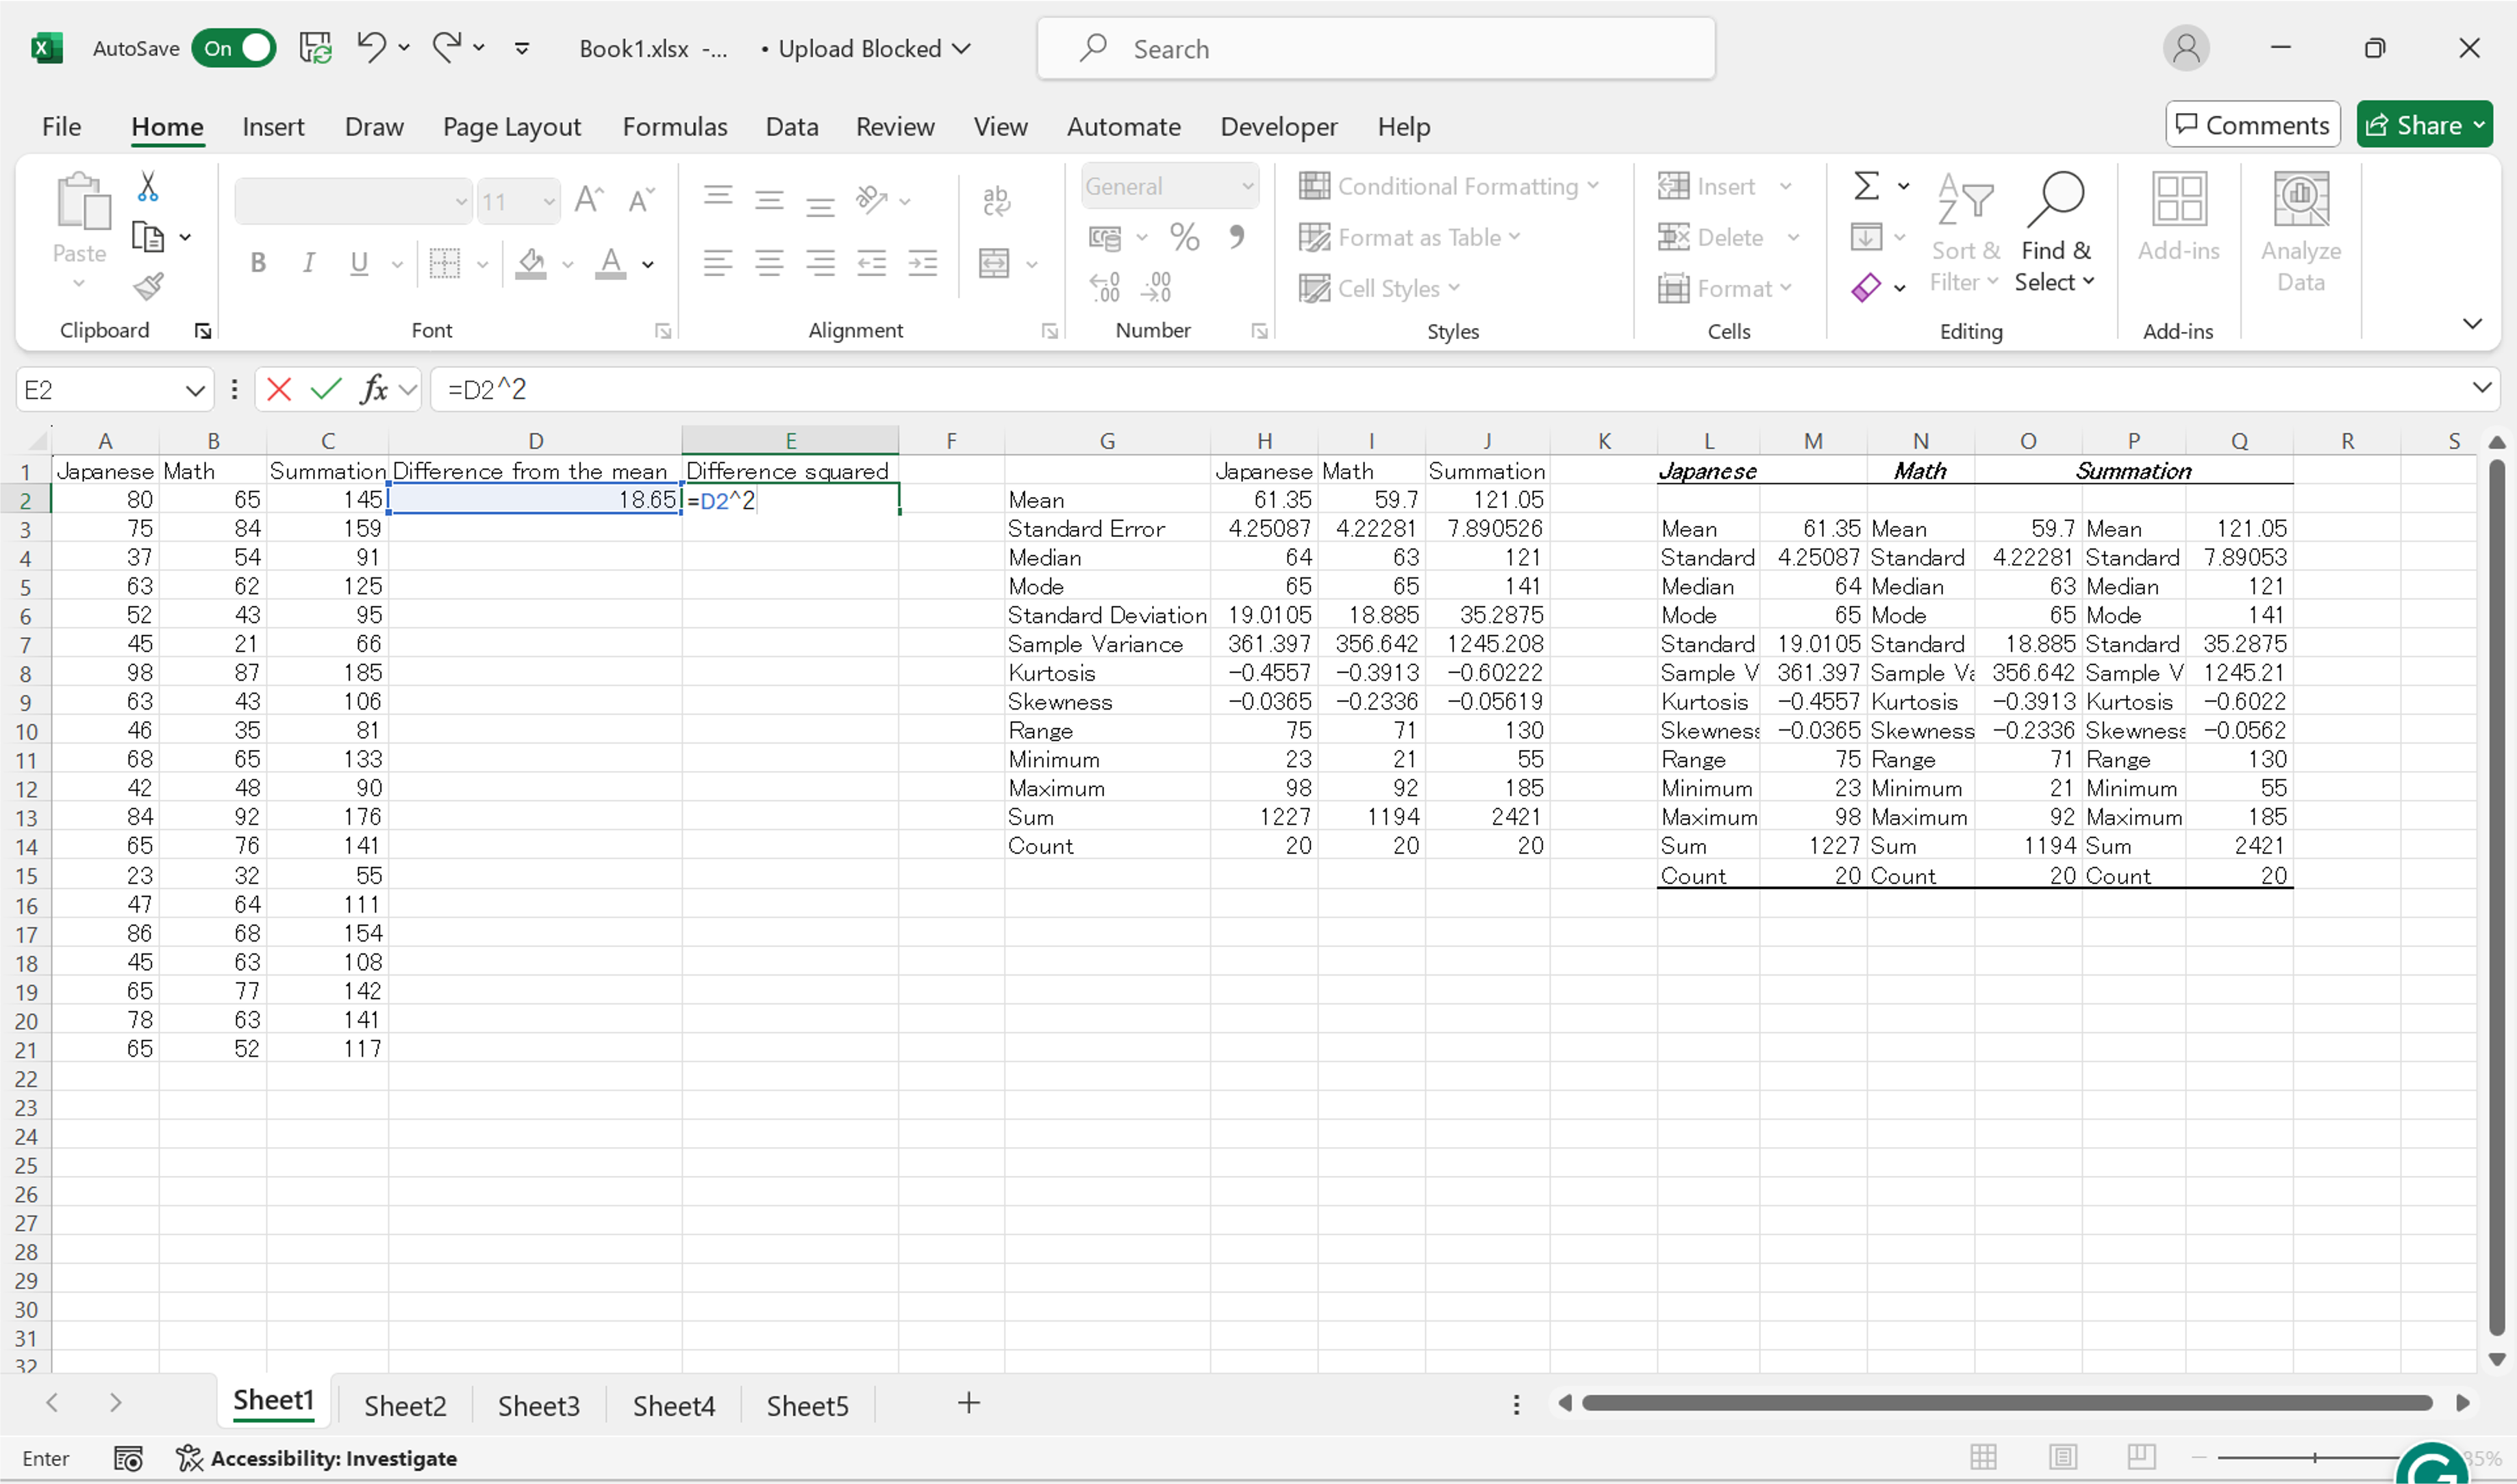 AutoSave On Book1.xlsx -... • Upload Blocked Search
File Home Insert Draw Page Layout Formulas Data Review View Automate Developer Help Comments Share
Paste 11 General Conditional Formatting Format as Table Cell Styles Insert Delete Format Sort & Filter Find & Select Add-ins Analyze Data
Clipboard Font Alignment Number Styles Cells Editing Add-ins
E2 fx =D2^2
A B C D E F G H I J K L M N O P Q R S
1 Japanese Math Summation Difference from the mean Difference squared Japanese Math Summation Japanese Math Summation
2 80 65 145 18.65 =D2^2 Mean 61.35 59.7 121.05
3 75 84 159 Standard Error 4.25087 4.22281 7.890526 Mean 61.35 Mean 59.7 Mean 121.05
4 37 54 91 Median 64 63 121 Standard 4.25087 Standard 4.22281 Standard 7.89053
5 63 62 125 Mode 65 65 141 Median 64 Median 63 Median 121
6 52 43 95 Standard Deviation 19.0105 18.885 35.2875 Mode 65 Mode 65 Mode 141
7 45 21 66 Sample Variance 361.397 356.642 1245.208 Standard 19.0105 Standard 18.885 Standard 35.2875
8 98 87 185 Kurtosis -0.4557 -0.3913 -0.60222 Sample V 361.397 Sample Va 356.642 Sample V 1245.21
9 63 43 106 Skewness -0.0365 -0.2336 -0.05619 Kurtosis -0.4557 Kurtosis -0.3913 Kurtosis -0.6022
10 46 35 81 Range 75 71 130 Skewness -0.0365 Skewness -0.2336 Skewness -0.0562
11 68 65 133 Minimum 23 21 55 Range 75 Range 71 Range 130
12 42 48 90 Maximum 98 92 185 Minimum 23 Minimum 21 Minimum 55
13 84 92 176 Sum 1227 1194 2421 Maximum 98 Maximum 92 Maximum 185
14 65 76 141 Count 20 20 20 Sum 1227 Sum 1194 Sum 2421
15 23 32 55 Count 20 Count 20 Count 20
16 47 64 111
17 86 68 154
18 45 63 108
19 65 77 142
20 78 63 141
21 65 52 117
22
23
24
25
26
27
28
29
30
31
32
Sheet1 Sheet2 Sheet3 Sheet4 Sheet5
Enter Accessibility: Investigate